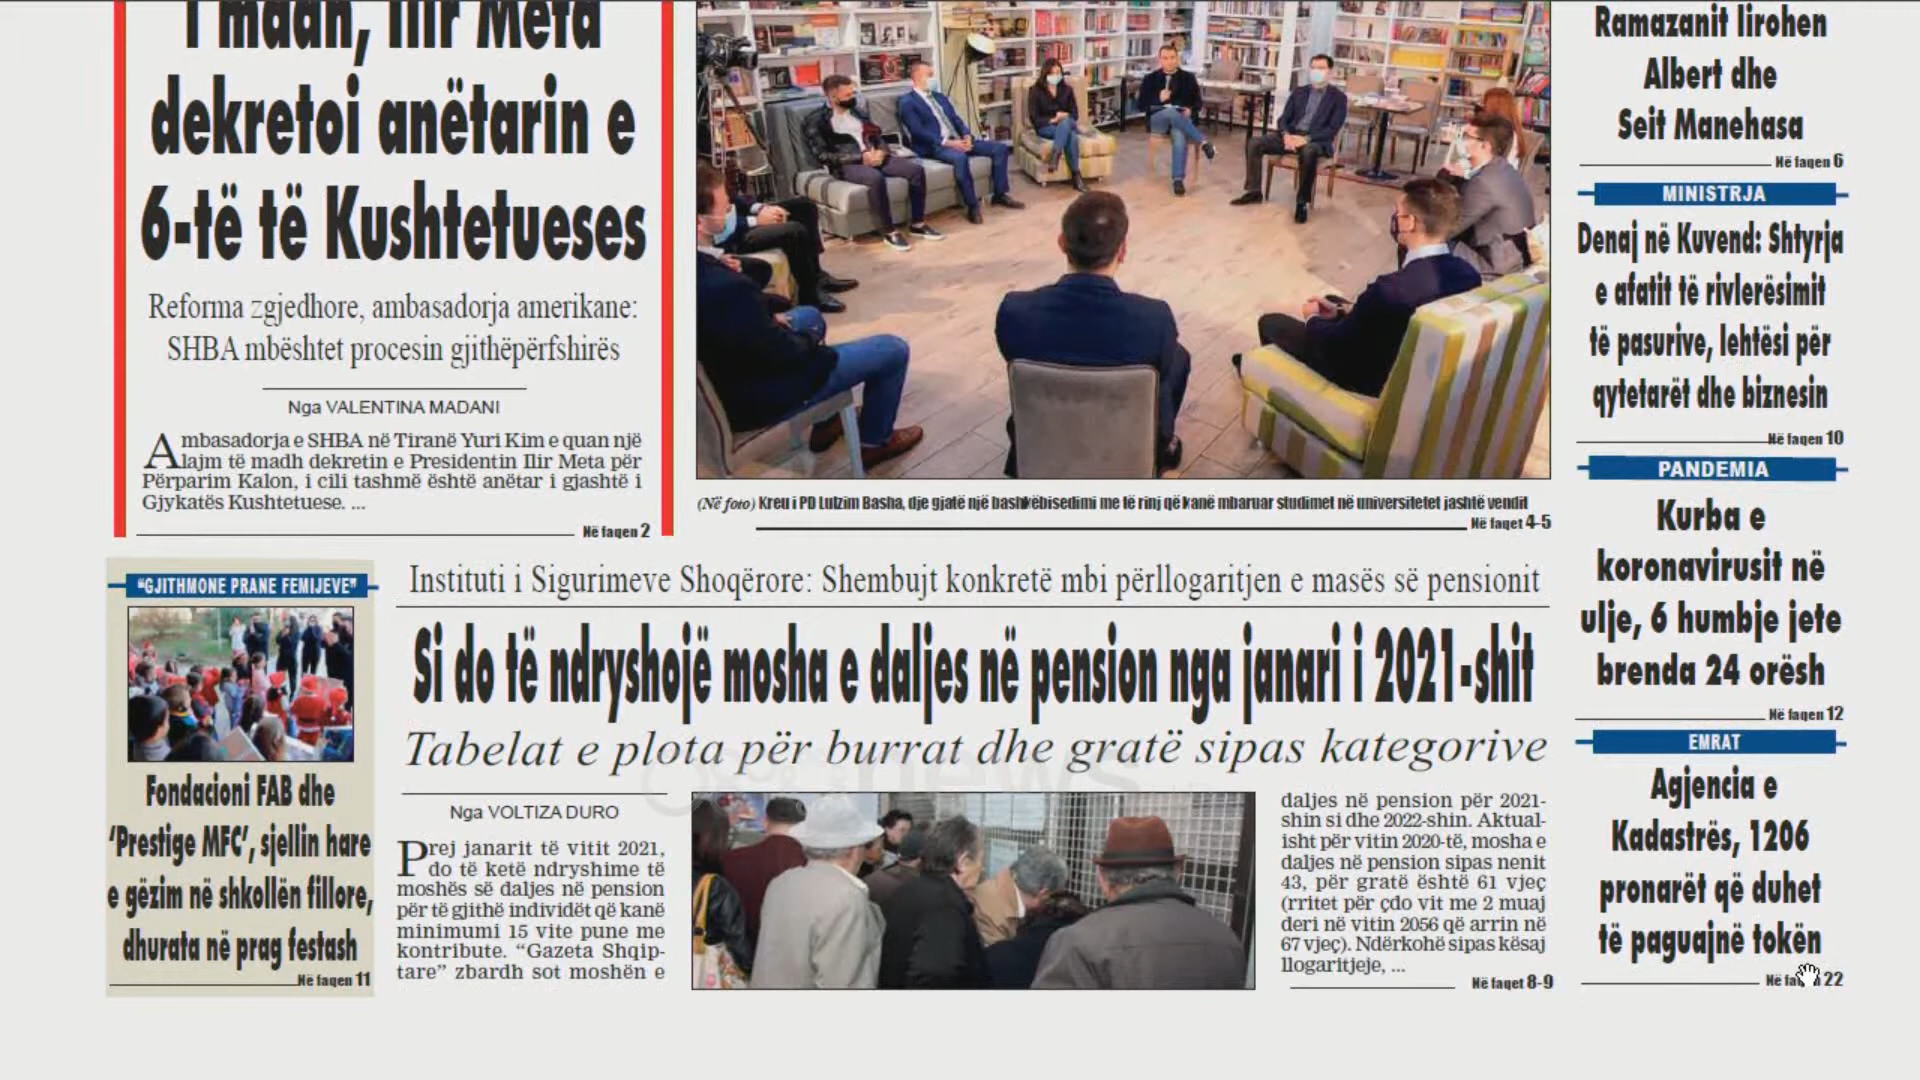 i madh, Ilir Meta
dekretoi anëtarin e
6-të të Kushtetueses
Reforma zgjedhore, ambasadorja amerikane:
SHBA mbështet procesin gjithëpërfshirës
Nga VALENTINA MADANI
Ambasadorja e SHBA në Tiranë Yuri Kim e quan një
lajm të madh dekretin e Presidentin Ilir Meta për
Përparim Kalon, i cili tashmë është anëtar i gjashtë i
Gjykatës Kushtetuese. ...
Në faqen 2
(Në foto) Kreu i PD Lulzim Basha, dje gjatë një bashkëbisedimi me të rinj që kanë mbaruar studimet në universitetet jashtë vendit
Në faqet 4-5
Ramazanit lirohen
Albert dhe
Seit Manehasa
Në faqen 6
MINISTRJA
Denaj në Kuvend: Shtyrja
e afatit të rivlerësimit
të pasurive, lehtësi për
qytetarët dhe biznesin
Në faqen 10
PANDEMIA
Kurba e
koronavirusit në
ulje, 6 humbje jete
brenda 24 orësh
Në faqen 12
EMRAT
Agjencia e
Kadastrës, 1206
pronarët që duhet
të paguajnë tokën
Në faqen 22
"GJITHMONE PRANE FEMIJEVE"
Fondacioni FAB dhe
'Prestige MFC', sjellin hare
e gëzim në shkollën fillore,
dhurata në prag festash
Në faqen 11
Instituti i Sigurimeve Shoqërore: Shembujt konkretë mbi përllogaritjen e masës së pensionit
Si do të ndryshojë mosha e daljes në pension nga janari i 2021-shit
Tabelat e plota për burrat dhe gratë sipas kategorive
news
Nga VOLTIZA DURO
Prej janarit të vitit 2021,
do të ketë ndryshime të
moshës së daljes në pension
për të gjithë individët që kanë
minimumi 15 vite pune me
kontribute. "Gazeta Shqip-
tare" zbardh sot moshën e
daljes në pension për 2021-
shin si dhe 2022-shin. Aktual-
isht për vitin 2020-të, mosha e
daljes në pension sipas nenit
43, për gratë është 61 vjeç
(rritet për çdo vit me 2 muaj
deri në vitin 2056 që arrin në
67 vjeç). Ndërkohë sipas kësaj
llogaritjeje, ...
Në faqet 8-9